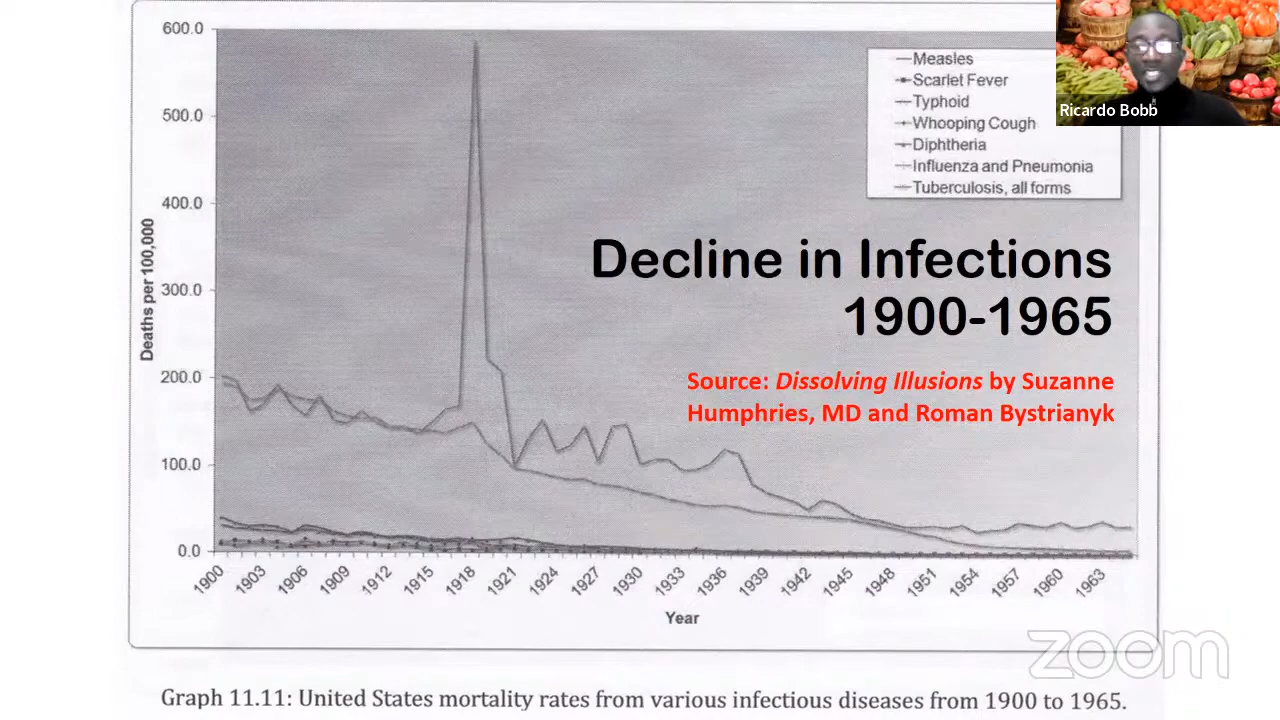 600.0
500.0
400.0
300.0
200.0
100.0
0.0
Deaths per 100,000
Measles
Scarlet Fever
Typhoid
Whooping Cough
Diphtheria
Influenza and Pneumonia
Tuberculosis, all forms
Ricardo Bobb
Decline in Infections
1900-1965
Source: Dissolving Illusions by Suzanne
Humphries, MD and Roman Bystrianyk
1900 1903 1906 1909 1912 1915 1918 1921 1924 1927 1930 1933 1936 1939 1942 1945 1948 1951 1954 1957 1960 1963
Year
zoom
Graph 11.11: United States mortality rates from various infectious diseases from 1900 to 1965.